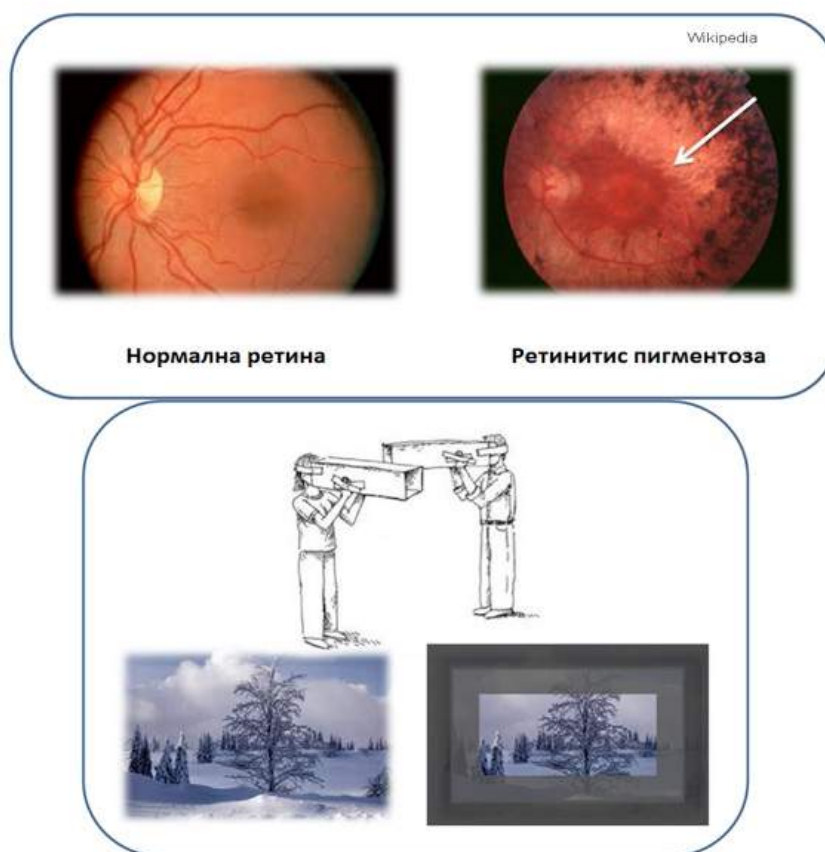 Wikipedia
Нормална ретина
Ретинитис пигментоза